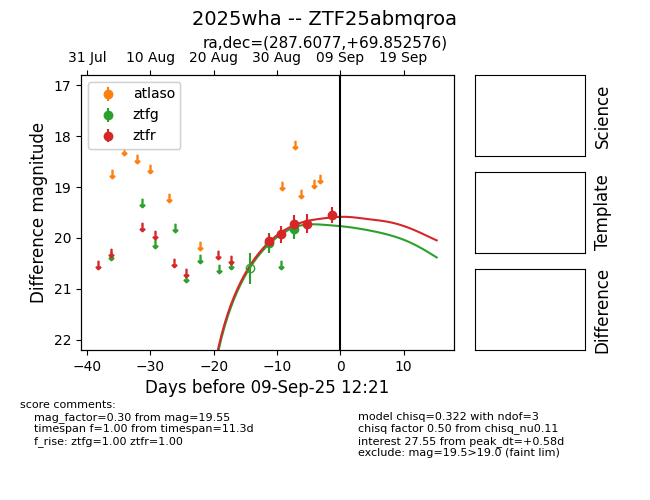 2025wha -- ZTF25abmqroa
ra,dec=(287.6077,+69.852576)
31 Jul 10 Aug 20 Aug 30 Aug 09 Sep 19 Sep
17
18
19
20
21
22
Difference magnitude
atlaso
ztfg
ztfr
−40 −30 −20 −10 0 10
Days before 09-Sep-25 12:21
Science
Template
Difference
score comments:
mag_factor=0.30 from mag=19.55
timespan f=1.00 from timespan=11.3d
f_rise: ztfg=1.00 ztfr=1.00
model chisq=0.322 with ndof=3
chisq factor 0.50 from chisq_nu0.11
interest 27.55 from peak_dt=+0.58d
exclude: mag=19.5>19.0 (faint lim)